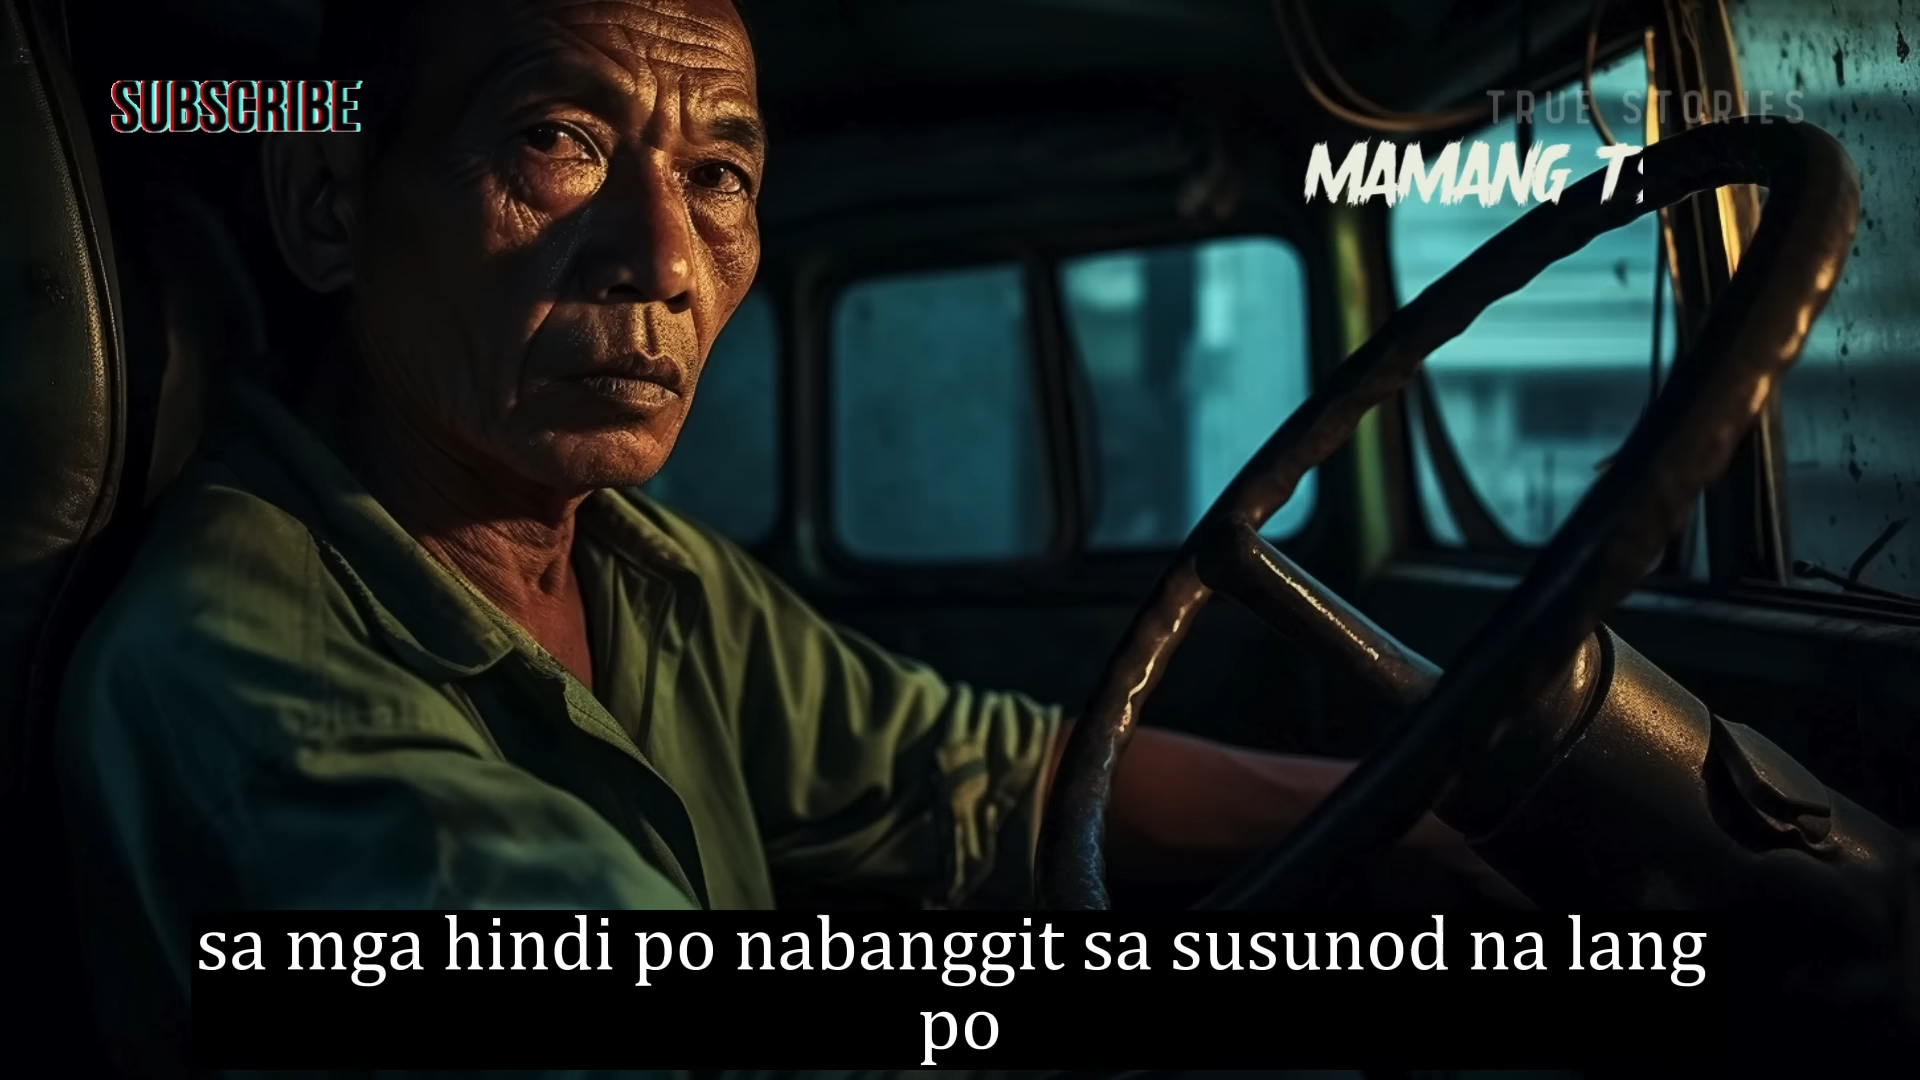 SUBSCRIBE
TRUE STORIES
MAMANG
sa mga hindi po nabanggit sa susunod na lang
po